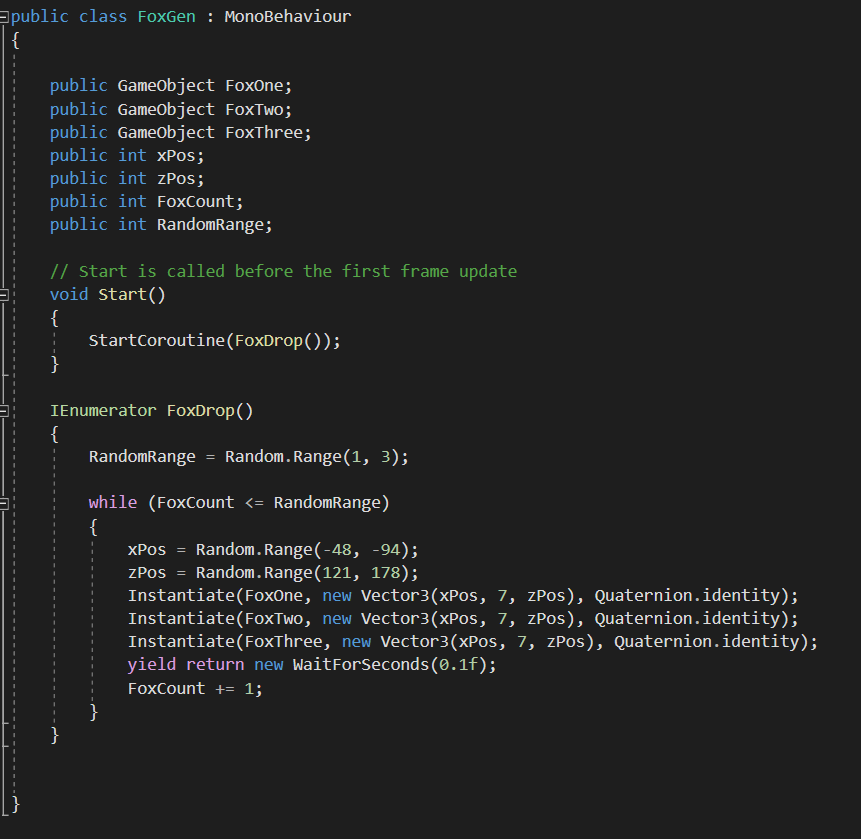 public class FoxGen : MonoBehaviour
{
public GameObject FoxOne;
public GameObject FoxTwo;
public GameObject FoxThree;
public int xPos;
public int zPos;
public int FoxCount;
public int RandomRange;
// Start is called before the first frame update
void Start()
{
StartCoroutine(FoxDrop());
}
IEnumerator FoxDrop()
{
RandomRange = Random.Range(1, 3);
while (FoxCount <= RandomRange)
{
xPos = Random.Range(-48, -94);
zPos = Random.Range(121, 178);
Instantiate(FoxOne, new Vector3(xPos, 7, zPos), Quaternion.identity);
Instantiate(FoxTwo, new Vector3(xPos, 7, zPos), Quaternion.identity);
Instantiate(FoxThree, new Vector3(xPos, 7, zPos), Quaternion.identity);
yield return new WaitForSeconds(0.1f);
FoxCount += 1;
}
}
}